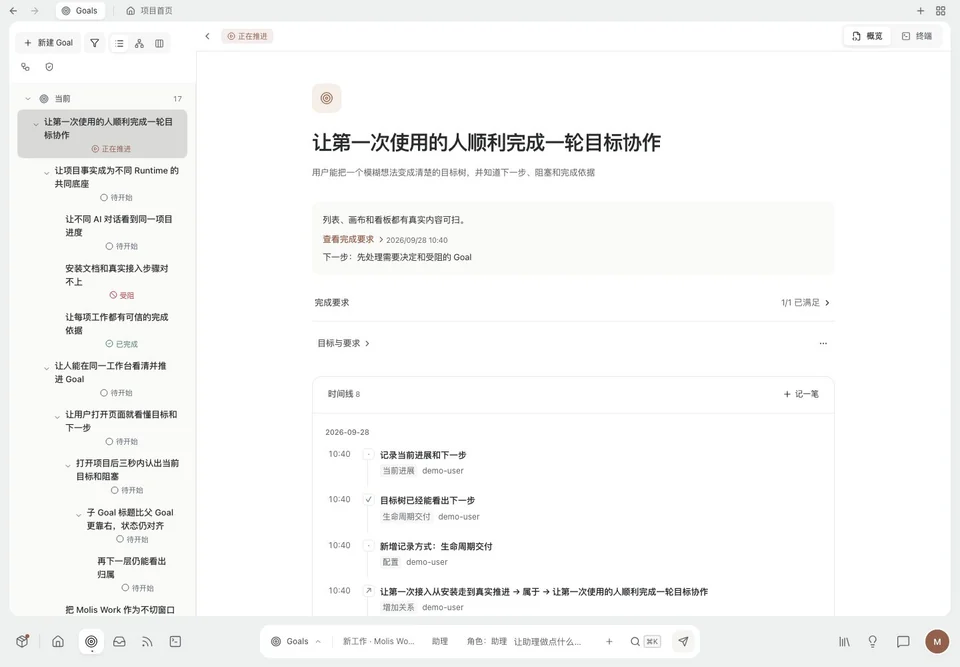 Goals
项目首页
新建 Goal
正在推进
概览
终端
当前
17
让第一次使用的人顺利完成一轮目
标协作
正在推进
让项目事实成为不同 Runtime 的
共同底座
待开始
让不同 AI 对话看到同一项目
进度
待开始
安装文档和真实接入步骤对
不上
受阻
让每项工作都有可信的完成
依据
已完成
让人能在同一工作台看清并推
进 Goal
待开始
让用户打开页面就看懂目标和
下一步
待开始
打开项目后三秒内认出当前
目标和阻塞
待开始
子 Goal 标题比父 Goal
更靠右，状态仍对齐
待开始
再下一层仍能看出
归属
待开始
把 Molis Work 作为不切窗口
让第一次使用的人顺利完成一轮目标协作
用户能把一个模糊想法变成清楚的目标树，并知道下一步、阻塞和完成依据
列表、画布和看板都有真实内容可扫。
查看完成要求 2026/09/28 10:40
下一步：先处理需要决定和受阻的 Goal
完成要求
1/1 已满足
目标与要求
时间线 8
记一笔
2026-09-28
10:40 记录当前进展和下一步
当前进展 demo-user
10:40 目标树已经能看出下一步
生命周期交付 demo-user
10:40 新增记录方式：生命周期交付
配置 demo-user
10:40 让第一次接入从安装走到真实推进 → 属于 → 让第一次使用的人顺利完成一轮目标协作
增加关系 demo-user
Goals
新工作 · Molis Wo...
助理
角色：助理
让助理做点什么...
⌘K
M